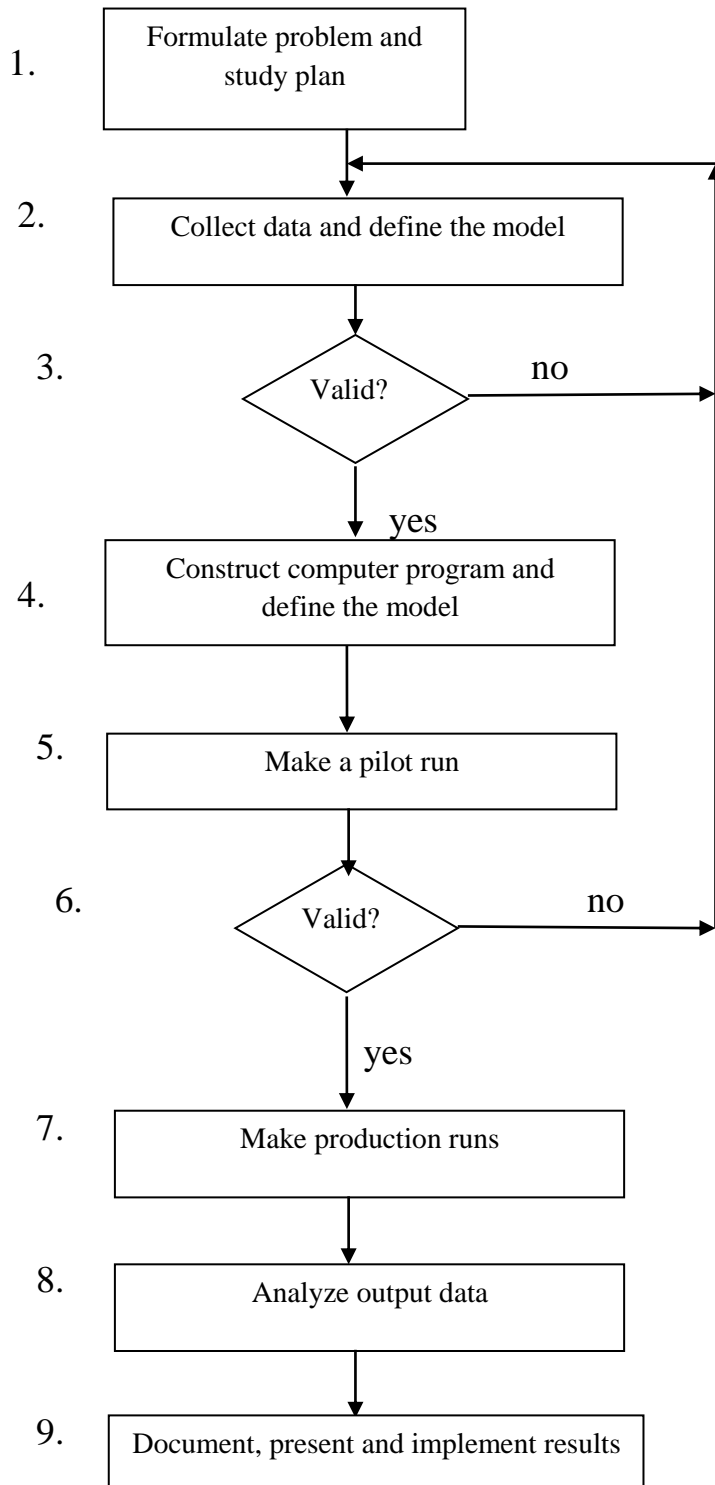 1.
Formulate problem and
study plan
2.
Collect data and define the model
3.
Valid?
no
yes
4.
Construct computer program and
define the model
5.
Make a pilot run
6.
Valid?
no
yes
7.
Make production runs
8.
Analyze output data
9.
Document, present and implement results